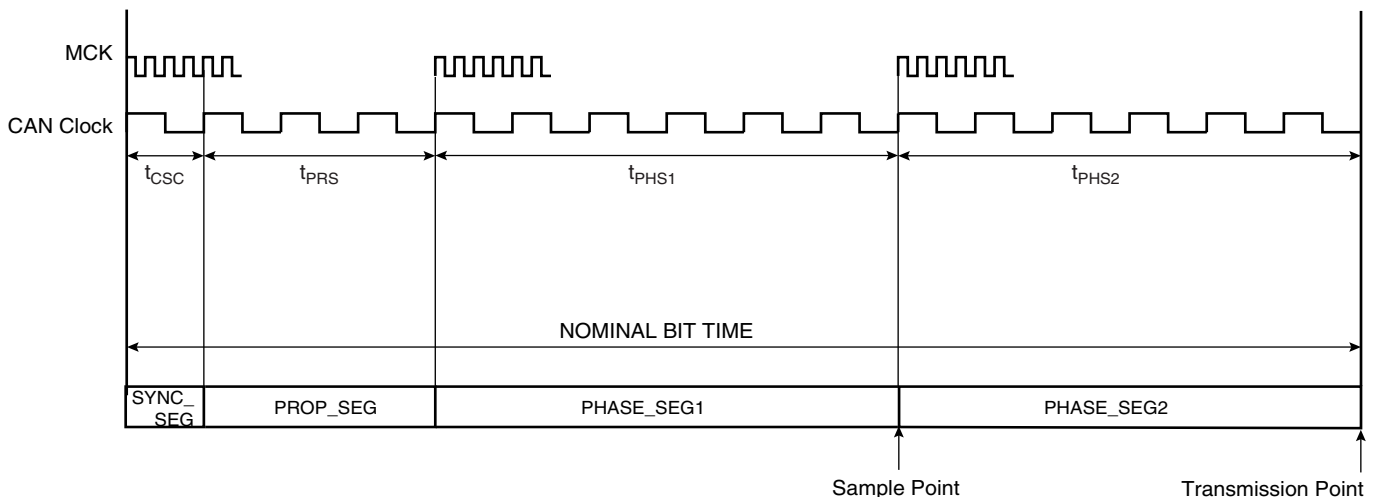 MCK
CAN Clock
tCSC
tPRS
tPHS1
tPHS2
NOMINAL BIT TIME
SYNC_
SEG
PROP_SEG
PHASE_SEG1
PHASE_SEG2
Sample Point
Transmission Point